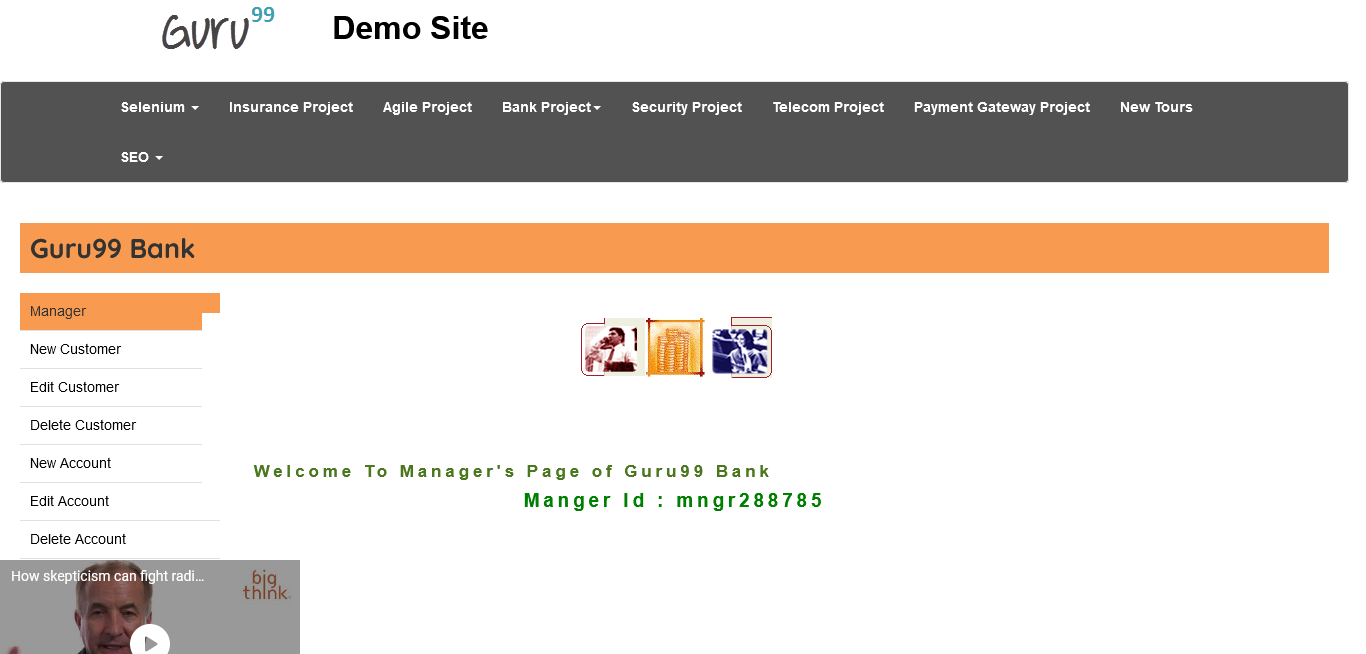 Guru99
Demo Site
Selenium Insurance Project Agile Project Bank Project Security Project Telecom Project Payment Gateway Project New Tours
SEO
Guru99 Bank
Manager
New Customer
Edit Customer
Delete Customer
New Account
Edit Account
Delete Account
Welcome To Manager's Page of Guru99 Bank
Manger Id : mngr288785
How skepticism can fight radi...
big
think